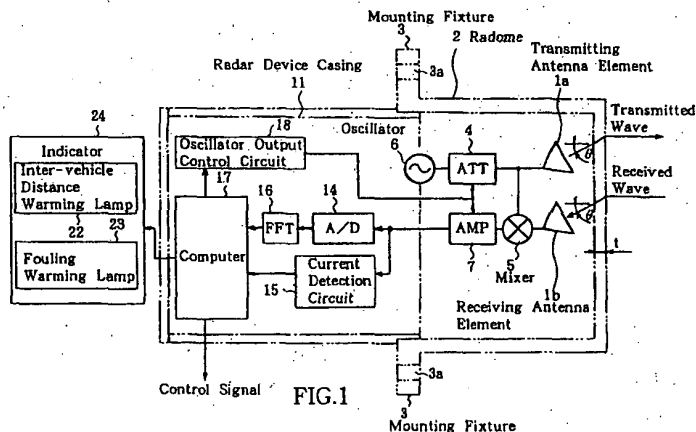 Mounting Fixture
3
2 Radome
Transmitting
Antenna Element
1a
3a
Radar Device Casing
11
Transmitted
Wave
24
Indicator
Inter-vehicle
Distance
Warming Lamp
22
23
Fouling
Warming Lamp
18
Oscillator Output
Control Circuit
17
Computer
16
FFT
14
A/D
Current
Detection
Circuit
15
Oscillator
6
4
ATT
AMP
7
5
Mixer
θ
Received
Wave
θ
t
1b
Receiving Antenna
Element
Control Signal
FIG.1
3a
3
Mounting Fixture